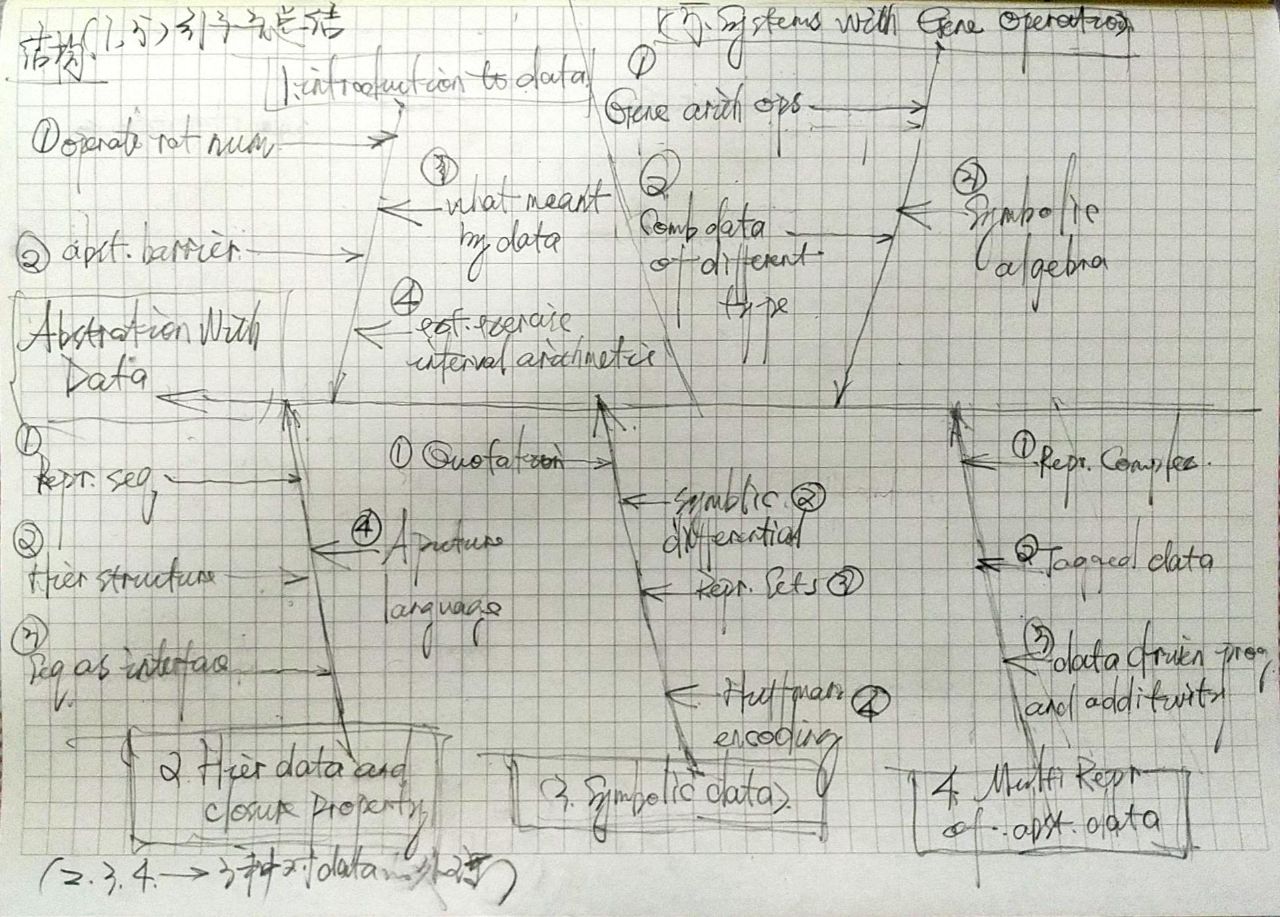 结构(1,5)引子与总结
1.introduction to data
① operate rat num
② abst. barrier
③ what meant
by data
④ ext. exercise
interval arithmetic
(5. Systems with Gene operation)
①
Gene arith ops
②
Comb data
of different
type
③ Symbolic
algebra
Abstration With
Data
①
Repr. seq
②
Hier structure
③
Seq as interface
④ A picture
language
2. Hier data and
closure property
① Quotation
Symblic ②
differential
Repr. Sets ③
Huffman ④
encoding
(3. Symbolic data)
① Repr. Complex.
② Tagged data
③ data driven prog
and additivity
4. Multi Repr
of abst. data
(2.3.4. → 3种对data